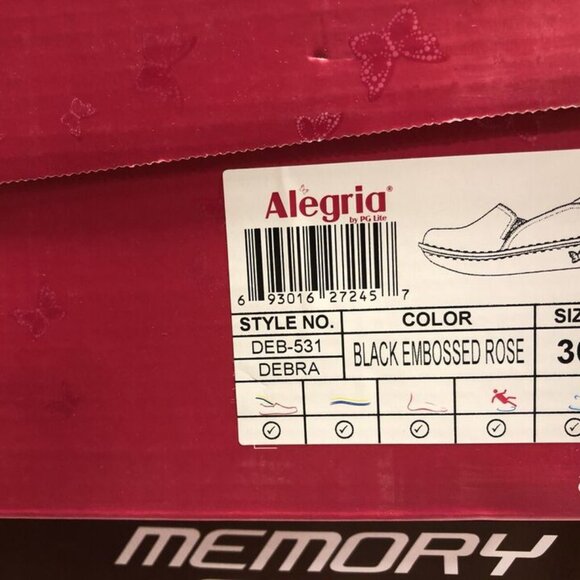 Alegria®
by PG Lite
6 93016 27245 7
STYLE NO. COLOR
DEB-531 BLACK EMBOSSED ROSE
DEBRA
MEMORY